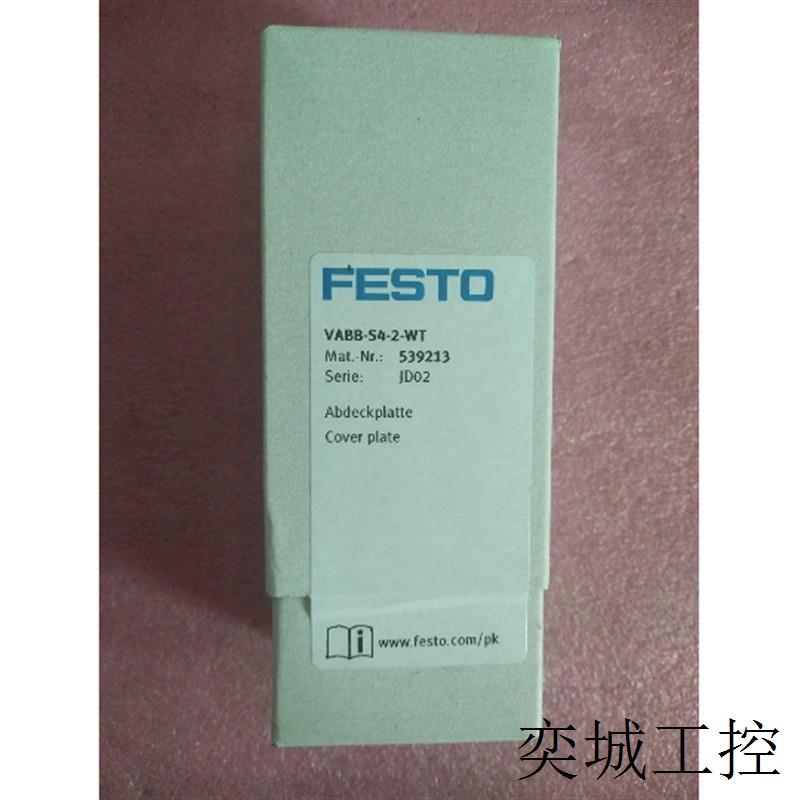 FESTO
VABB-S4-2-WT
Mat.-Nr.: 539213
Serie: JD02
Abdeckplatte
Cover plate
i www.festo.com/pk
奕城工控